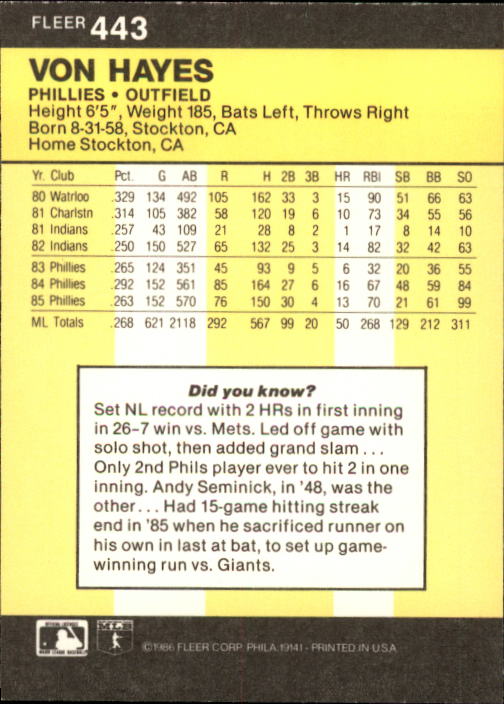 FLEER 443
VON HAYES
PHILLIES • OUTFIELD
Height 6'5", Weight 185, Bats Left, Throws Right
Born 8-31-58, Stockton, CA
Home Stockton, CA
Yr. Club Pct. G AB R H 2B 3B HR RBI SB BB SO
80 Watrloo .329 134 492 105 162 33 3 15 90 51 66 63
81 Charlstn .314 105 382 58 120 19 6 10 73 34 55 56
81 Indians .257 43 109 21 28 8 2 1 17 8 14 10
82 Indians .250 150 527 65 132 25 3 14 82 32 42 63
83 Phillies .265 124 351 45 93 9 5 6 32 20 36 55
84 Phillies .292 152 561 85 164 27 6 16 67 48 59 84
85 Phillies .263 152 570 76 150 30 4 13 70 21 61 99
ML Totals .268 621 2118 292 567 99 20 50 268 129 212 311
Did you know?
Set NL record with 2 HRs in first inning
in 26-7 win vs. Mets. Led off game with
solo shot, then added grand slam ...
Only 2nd Phils player ever to hit 2 in one
inning. Andy Seminick, in '48, was the
other... Had 15-game hitting streak
end in '85 when he sacrificed runner on
his own in last at bat, to set up game-
winning run vs. Giants.
MLS
©1986 FLEER CORP. PHILA. 19141 - PRINTED IN U.S.A.